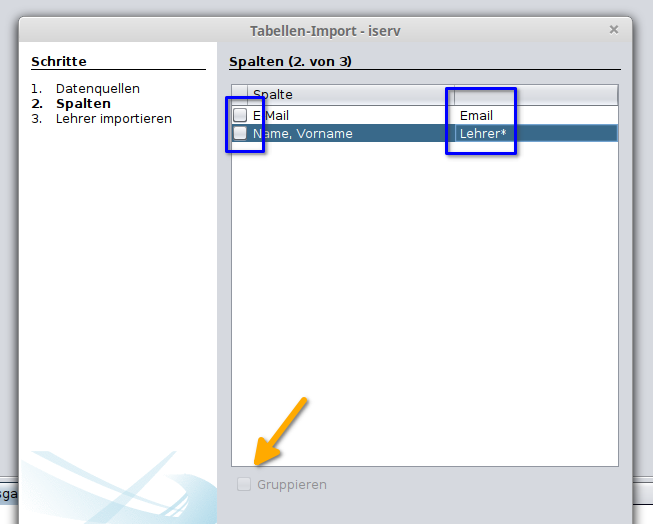 Tabellen-Import - iserv
×
Schritte
1. Datenquellen
2. Spalten
3. Lehrer importieren
Spalten (2. von 3)
Spalte
E-Mail Email
Name, Vorname Lehrer*
Gruppieren